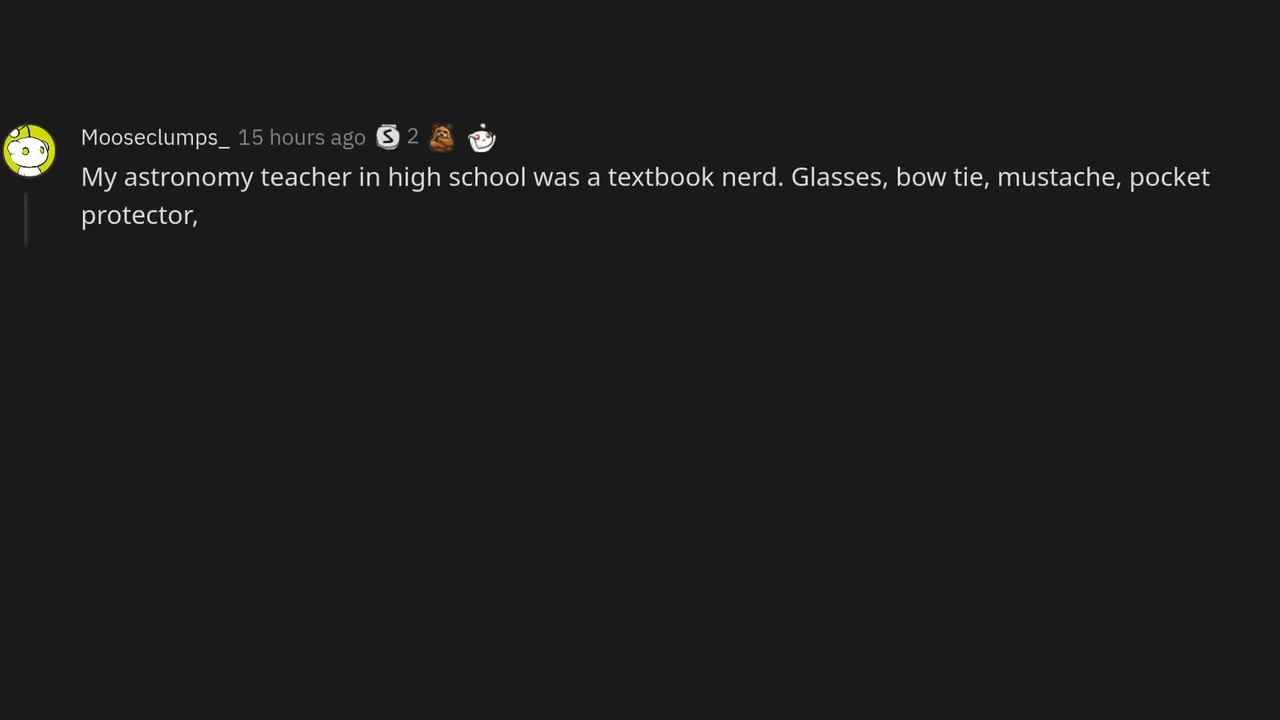 Mooseclumps_ 15 hours ago S 2
My astronomy teacher in high school was a textbook nerd. Glasses, bow tie, mustache, pocket
protector,